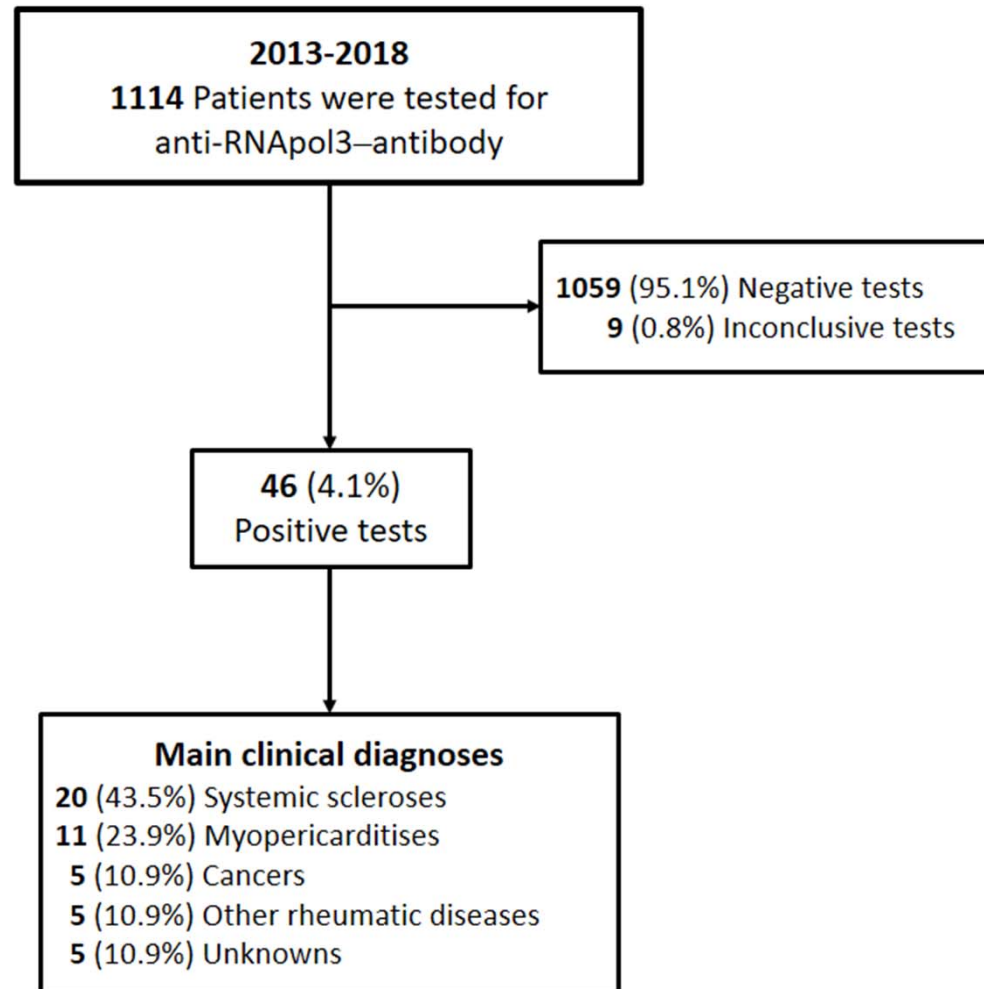 2013-2018
1114 Patients were tested for
anti-RNApol3–antibody
1059 (95.1%) Negative tests
9 (0.8%) Inconclusive tests
46 (4.1%)
Positive tests
Main clinical diagnoses
20 (43.5%) Systemic scleroses
11 (23.9%) Myopericarditises
5 (10.9%) Cancers
5 (10.9%) Other rheumatic diseases
5 (10.9%) Unknowns